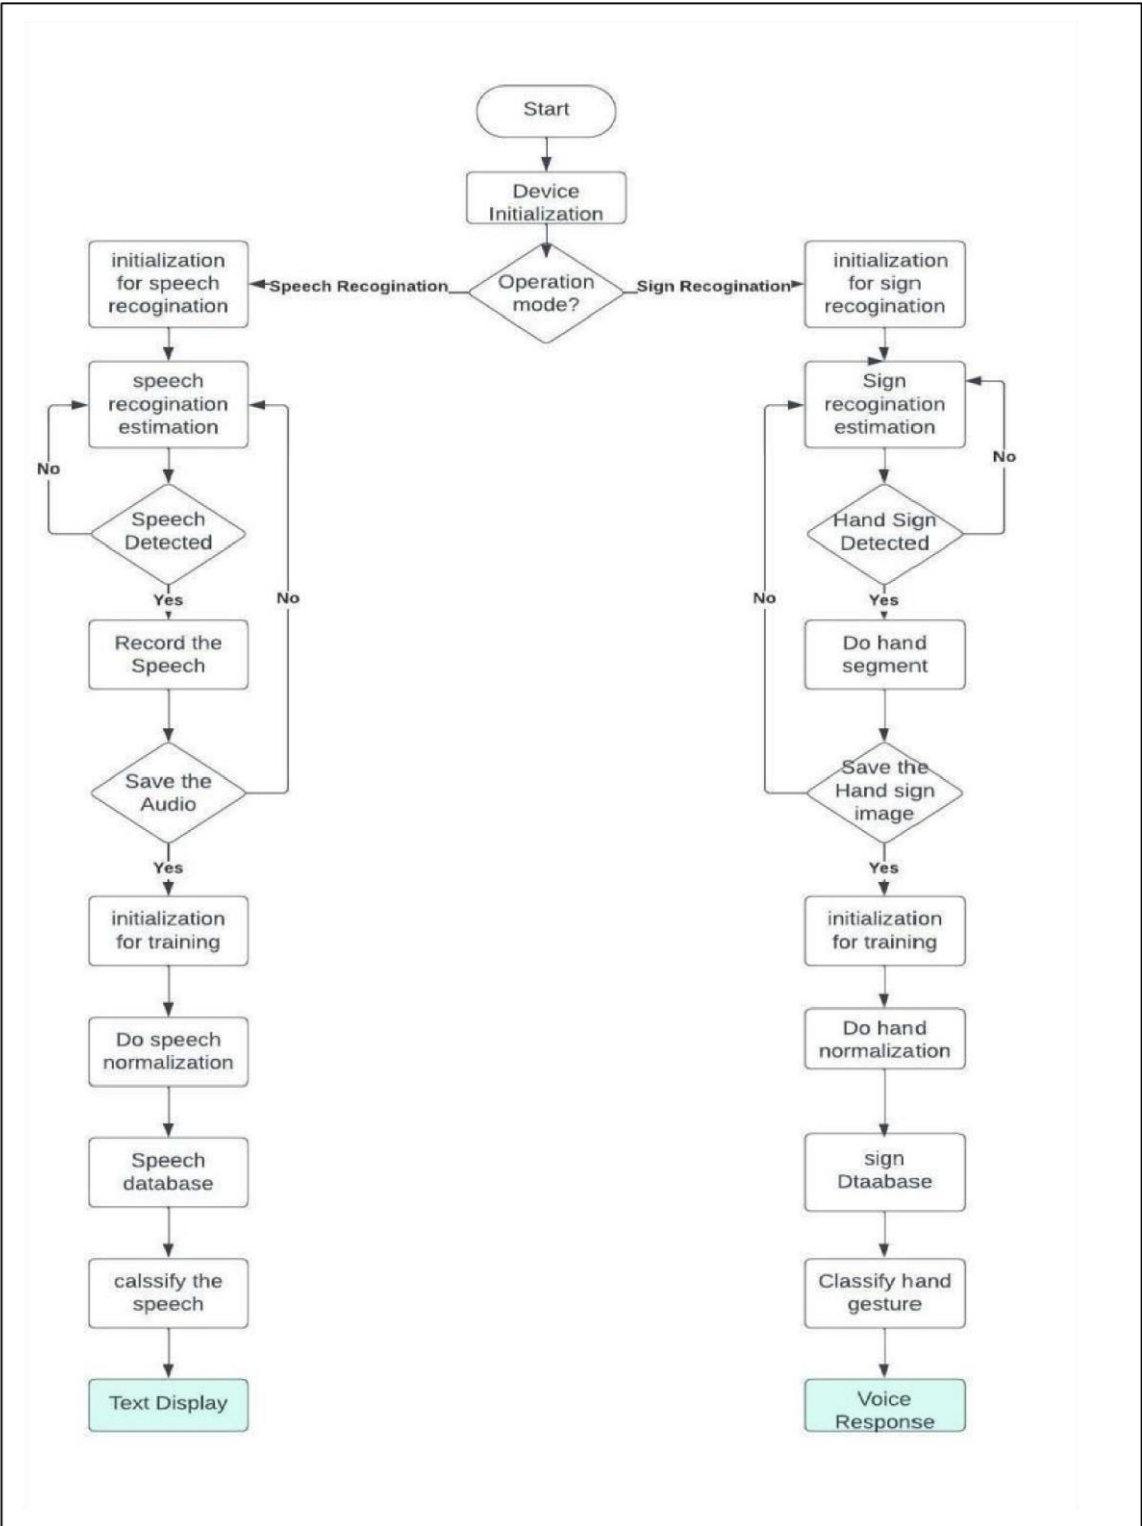 Start
Device
Initialization
Operation
mode?
Speech Recogination
Sign Recogination
initialization
for speech
recogination
speech
recogination
estimation
No
Speech
Detected
Yes
No
Record the
Speech
Save the
Audio
Yes
initialization
for training
Do speech
normalization
Speech
database
calssify the
speech
Text Display
initialization
for sign
recogination
Sign
recogination
estimation
No
Hand Sign
Detected
No
Yes
Do hand
segment
Save the
Hand sign
image
Yes
initialization
for training
Do hand
normalization
sign
Dtaabase
Classify hand
gesture
Voice
Response